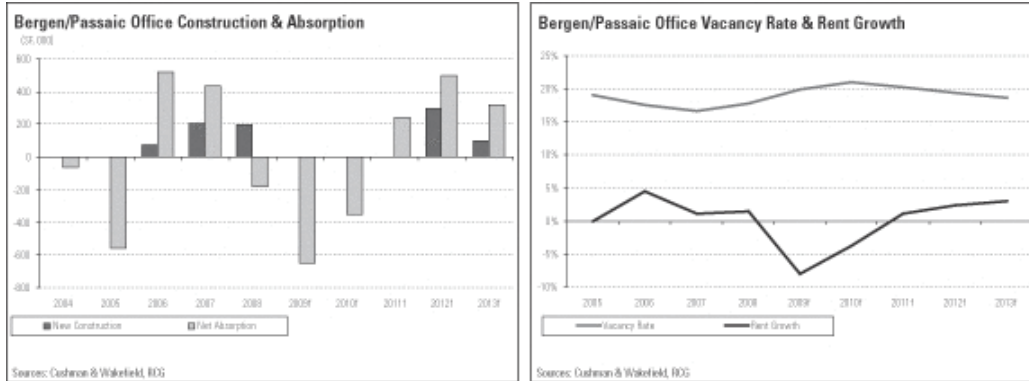 Bergen/Passaic Office Construction & Absorption
(SF, 000)
600
400
200
0
-200
-400
-600
-800
2004 2005 2006 2007 2008 2009f 2010f 2011f 2012f 2013f
New Construction Net Absorption
Sources: Cushman & Wakefield, RCG
Bergen/Passaic Office Vacancy Rate & Rent Growth
25%
20%
15%
10%
5%
0%
-5%
-10%
2005 2006 2007 2008 2009f 2010f 2011 2012f 2013f
Vacancy Rate Rent Growth
Sources: Cushman & Wakefield, RCG